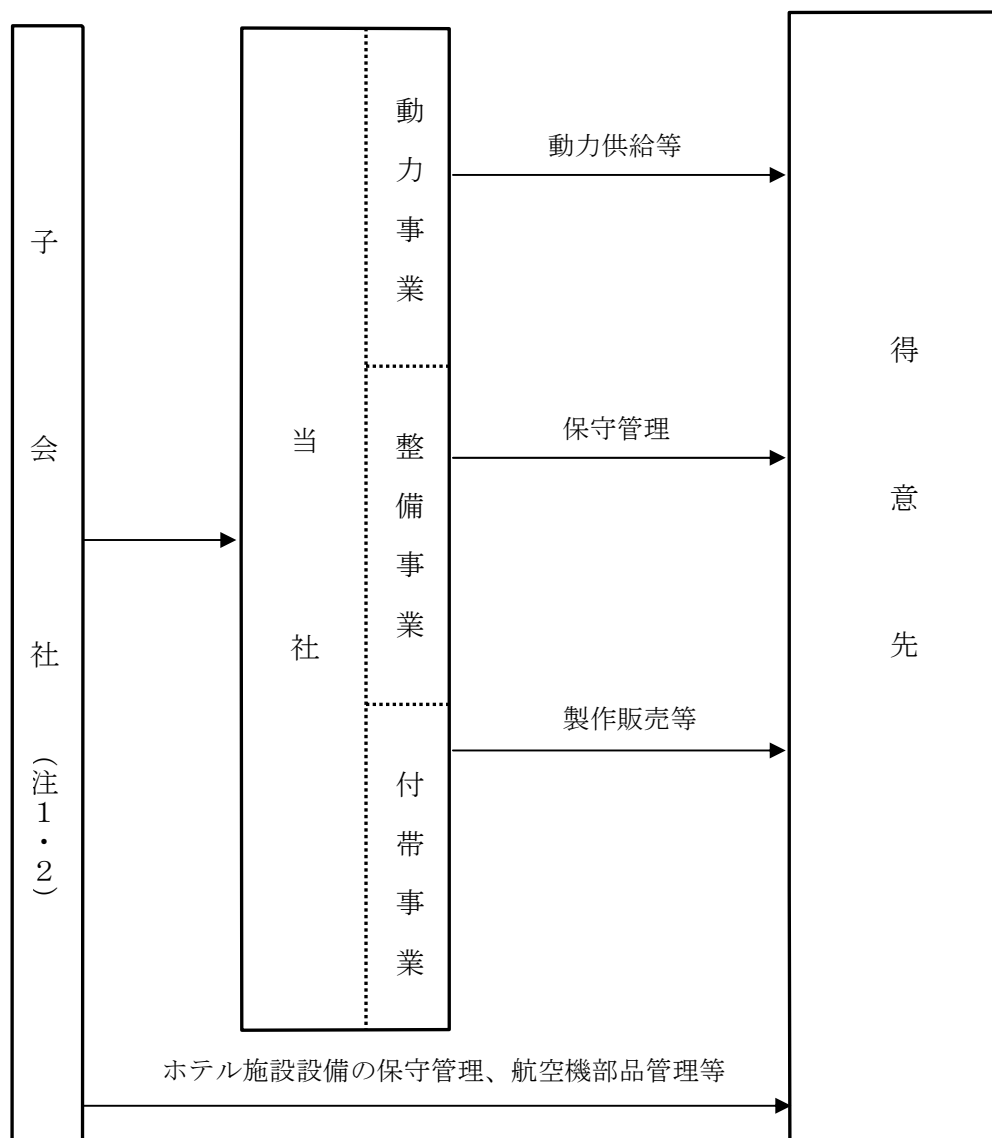 子会社（注１・２）
当社
動力事業
整備事業
付帯事業
動力供給等
保守管理
製作販売等
得意先
ホテル施設設備の保守管理、航空機部品管理等